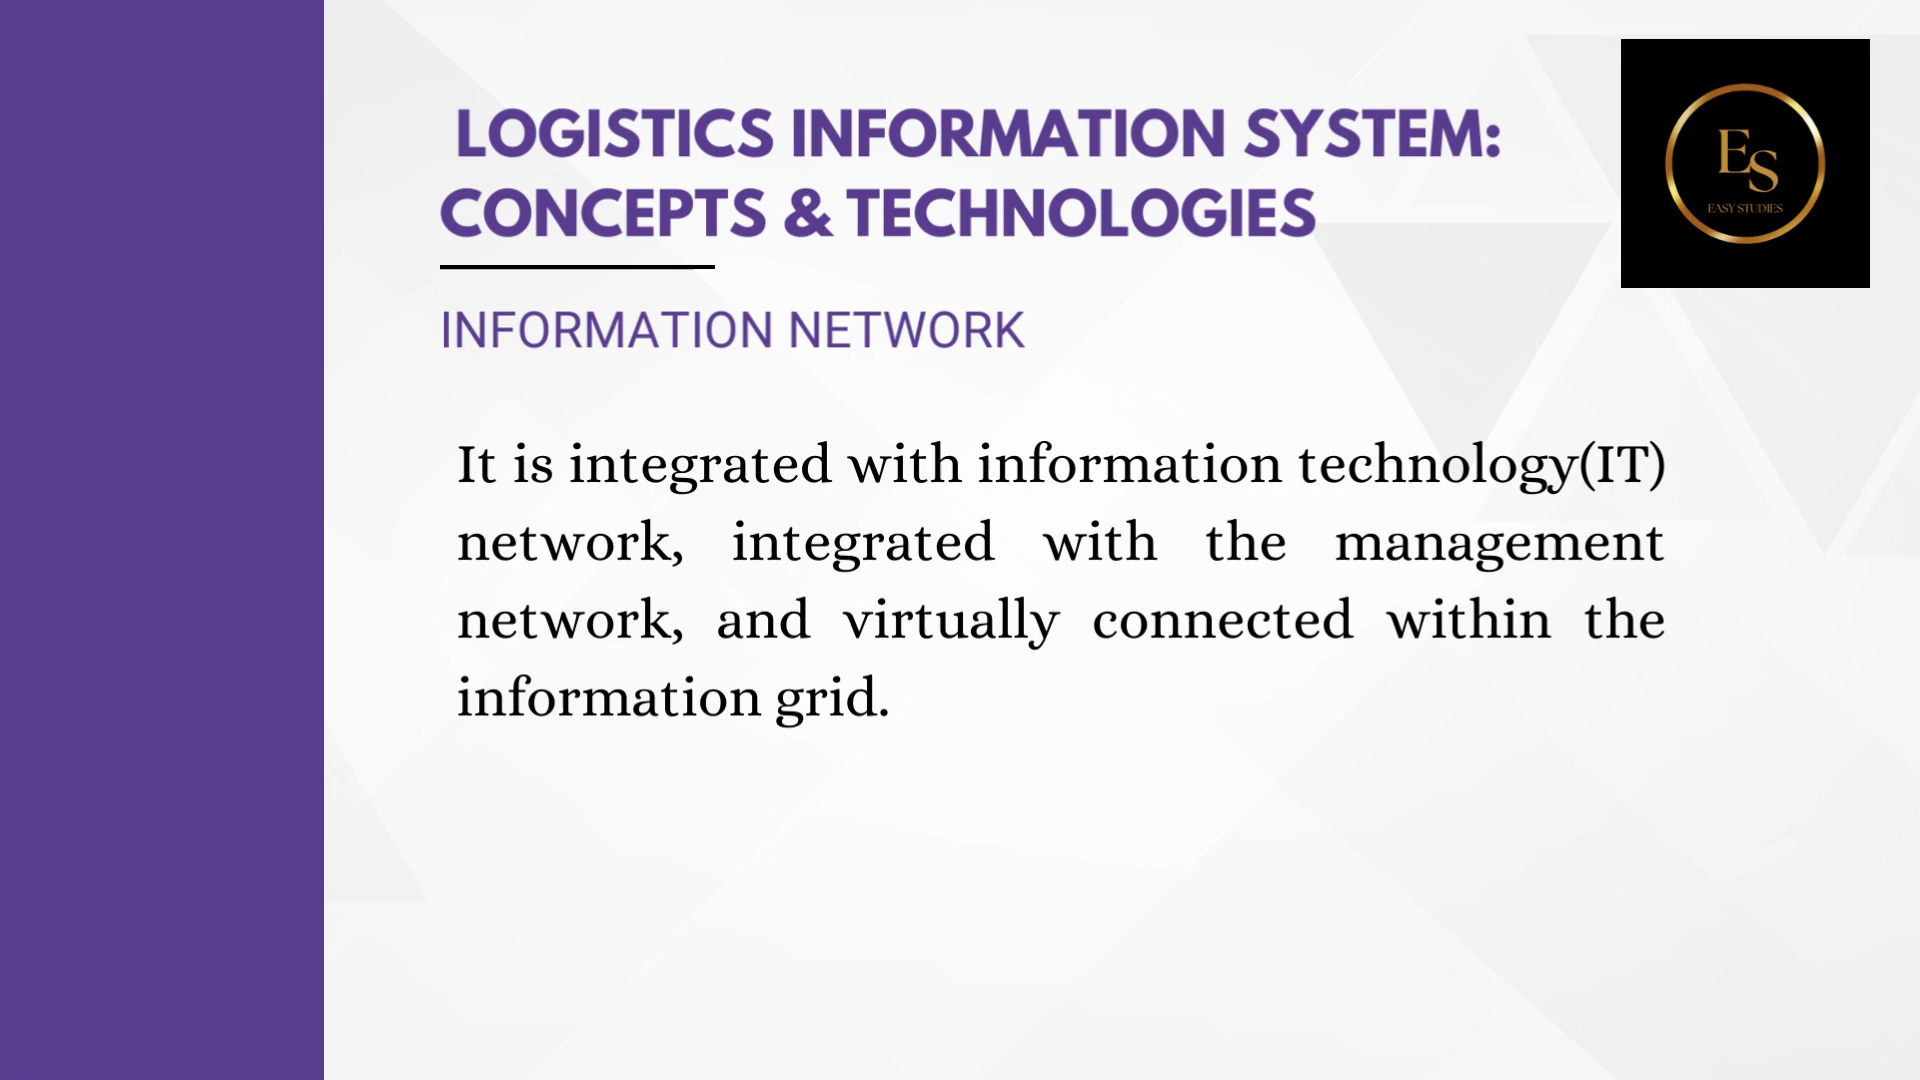 LOGISTICS INFORMATION SYSTEM:
CONCEPTS & TECHNOLOGIES
ES
EASY STUDIES
INFORMATION NETWORK
It is integrated with information technology(IT)
network, integrated with the management
network, and virtually connected within the
information grid.